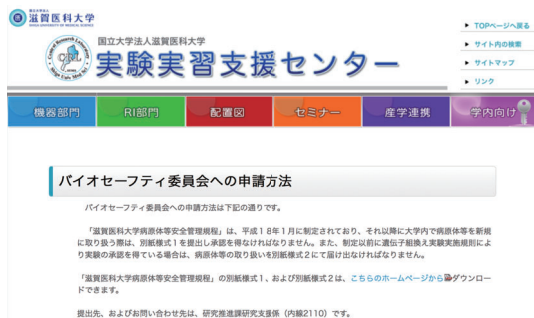 滋賀医科大学
TOPページへ戻る
国立大学法人滋賀医科大学
サイト内の検索
実験実習支援センター
サイトマップ
リンク
機器部門 RI部門 配置図 セミナー 産学連携 学内向け
バイオセーフティ委員会への申請方法
バイオセーフティ委員会への申請方法は下記の通りです。
「滋賀医科大学病原体等安全管理規程」は、平成18年1月に制定されており、それ以降に大学内で病原体等を新規
に取り扱う際は、別紙様式１を提出し承認を得なければなりません。また、制定以前に遺伝子組換え実験実施規則によ
り実験の承認を得ている場合は、病原体等の取り扱いを別紙様式２にて届け出なければなりません。
「滋賀医科大学病原体等安全管理規程」の別紙様式１、および別紙様式２は、こちらのホームページからダウンロー
ドできます。
提出先、およびお問い合わせ先は、研究推進課研究支援係（内線2110）です。